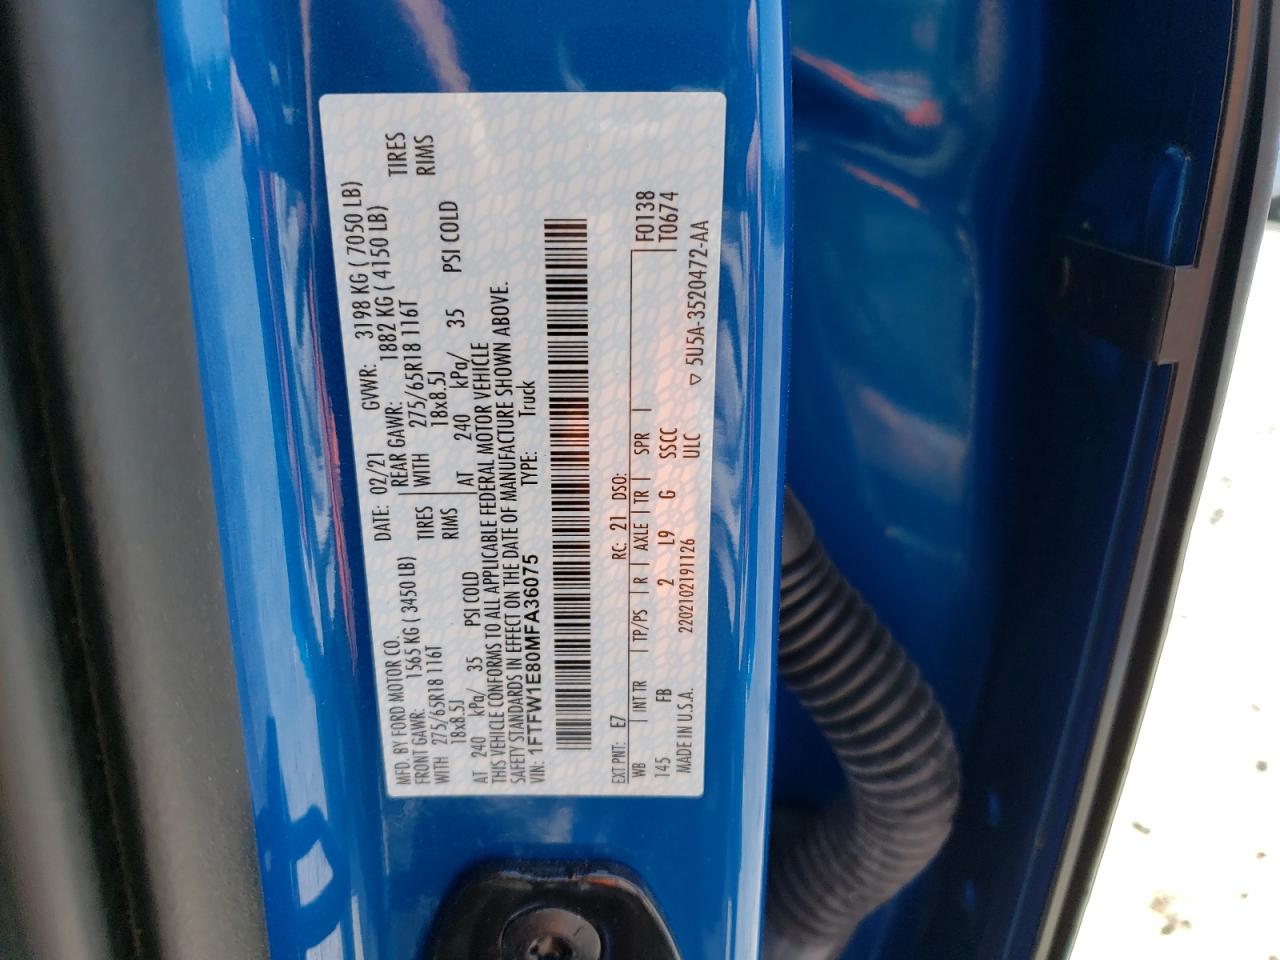 MFD. BY FORD MOTOR CO. DATE: 02/21 GVWR: 3198 KG ( 7050 LB)
FRONT GAWR: 1565 KG ( 3450 LB) REAR GAWR: 1882 KG ( 4150 LB)
WITH 275/65R18 116T TIRES WITH 275/65R18 116T TIRES
18x8.5J RIMS 18x8.5J RIMS
AT 240 kPa/ 35 PSI COLD AT 240 kPa/ 35 PSI COLD
THIS VEHICLE CONFORMS TO ALL APPLICABLE FEDERAL MOTOR VEHICLE
SAFETY STANDARDS IN EFFECT ON THE DATE OF MANUFACTURE SHOWN ABOVE.
VIN: 1FTFW1E80MFA36075 TYPE: Truck
EXT PNT: E7 RC: 21 DSO:
WB | INT TR | TP/PS | R | AXLE | TR | SPR | F0138
145 FB 2 L9 G SSCC T0674
MADE IN U.S.A. 2202102191126 ULC ▽ 5U5A-3520472-AA